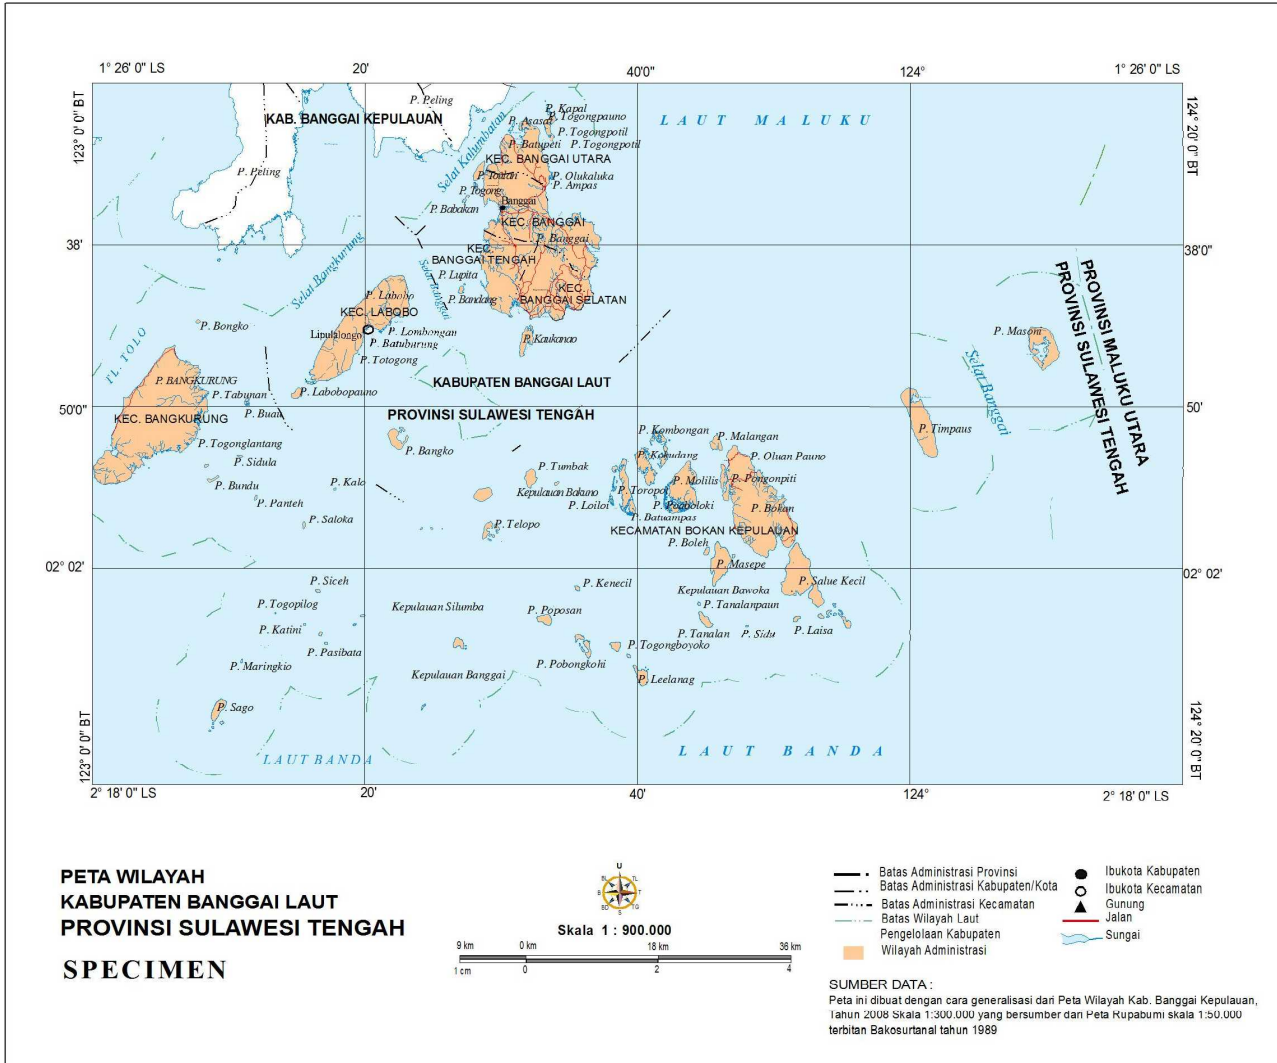 1° 26' 0" LS
20'
40'0"
124°
1° 26' 0" LS
123° 0' 0" BT
124° 20' 0" BT
P. Peling
KAB. BANGGAI KEPULAUAN
P. Kapal
P. Togongpauno
P. Asasal
P. Togongpotil
P. Batupeti
P. Togongpotil
LAUT MALUKU
Selat Kalumbatan
KEC. BANGGAI UTARA
P. Peling
P. Olukaluka
P. Togong
P. Ampas
Banggai
P. Babakan
KEC. BANGGAI
P. Banggai
38'
38'0"
KEC.
BANGGAI TENGAH
Selat Bangkurung
P. Lupita
P. Bandang
KEC.
BANGGAI SELATAN
P. Labobo
KEC. LABOBO
Lipulalongo
P. Lombongan
P. Batuburung
P. Totogong
P. Kaukanao
P. Bongko
TL. TOLO
P. Masoni
PROVINSI MALUKU UTARA
PROVINSI SULAWESI TENGAH
Selat Banggai
P. BANGKURUNG
P. Tabunan
P. Labobopauno
KABUPATEN BANGGAI LAUT
50'0"
50'
P. Buau
KEC. BANGKURUNG
PROVINSI SULAWESI TENGAH
P. Timpaus
P. Togonglantang
P. Kombongan
P. Malangan
P. Bangko
P. Sidula
P. Kokudang
P. Oluan Pauno
P. Tumbak
P. Bundu
P. Kalo
P. Molilis
P. Pongonpiti
Kepulauan Bakuno
P. Toropot
P. Panteh
P. Loilot
P. Paoboloki
P. Bokan
P. Saloka
P. Batuampas
P. Telopo
KECAMATAN BOKAN KEPULAUAN
P. Boleh
P. Masepe
02° 02'
02° 02'
P. Siceh
P. Kenecil
P. Salue Kecil
Kepulauan Bawoka
P. Togopilog
Kepulauan Silumba
P. Poposan
P. Tanalanpaun
P. Katini
P. Tanalan
P. Sidu
P. Laisa
P. Pasibata
P. Togongboyoko
P. Maringkio
P. Pobongkohi
Kepulauan Banggai
P. Leelanag
P. Sago
LAUT BANDA
LAUT BANDA
123° 0' 0" BT
124° 20' 0" BT
2° 18' 0" LS
20'
40'
124°
2° 18' 0" LS
PETA WILAYAH
KABUPATEN BANGGAI LAUT
PROVINSI SULAWESI TENGAH
SPECIMEN
U
BL TL
B T
BD TG
S
Skala 1 : 900.000
9 km 0 km 18 km 36 km
1 cm 0 2 4
Batas Administrasi Provinsi
Batas Administrasi Kabupaten/Kota
Batas Administrasi Kecamatan
Batas Wilayah Laut
Pengelolaan Kabupaten
Wilayah Administrasi
Ibukota Kabupaten
Ibukota Kecamatan
Gunung
Jalan
Sungai
SUMBER DATA :
Peta ini dibuat dengan cara generalisasi dari Peta Wilayah Kab. Banggai Kepulauan,
Tahun 2008 Skala 1:300.000 yang bersumber dari Peta Rupabumi skala 1:50.000
terbitan Bakosurtanal tahun 1989